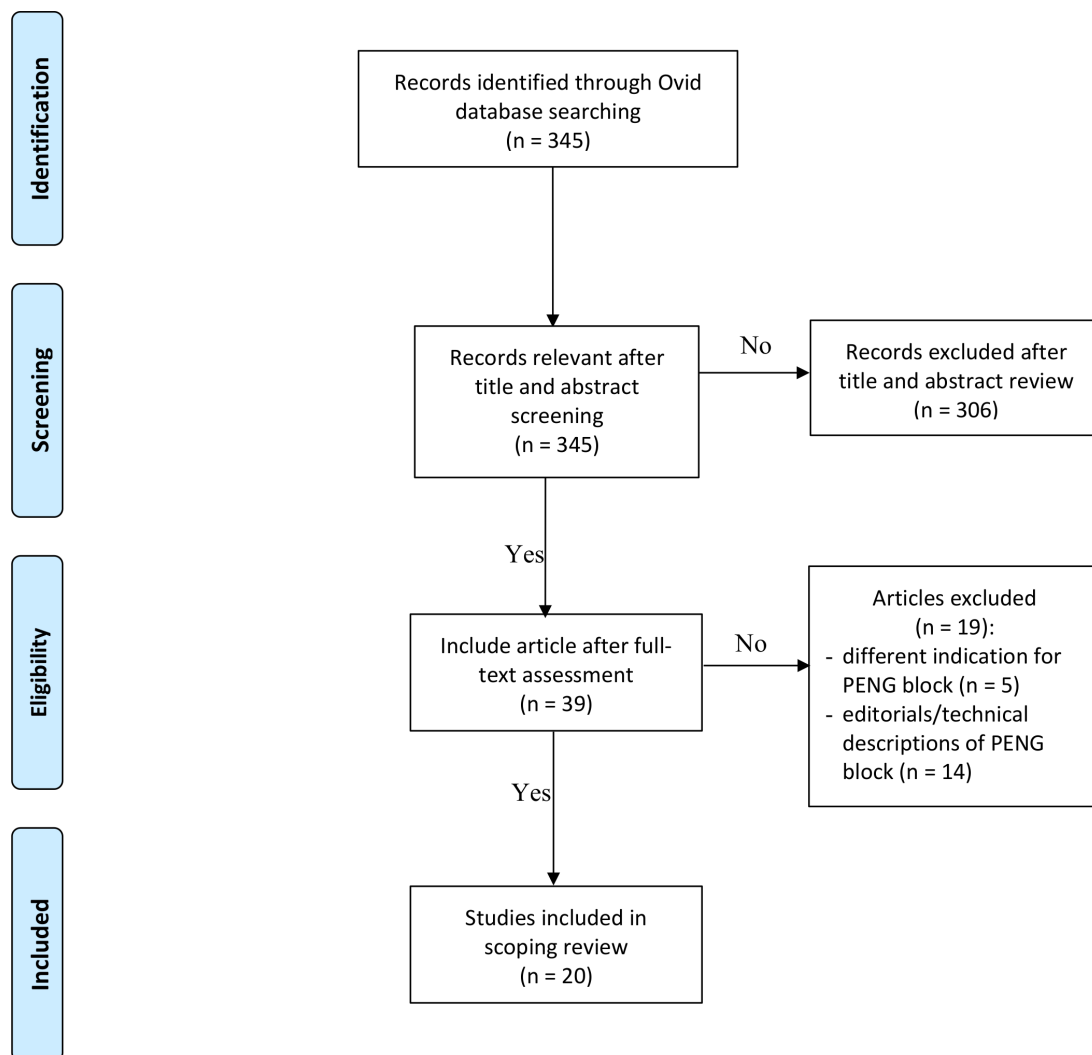 Identification
Records identified through Ovid
database searching
(n = 345)
Screening
Records relevant after
title and abstract
screening
(n = 345)
No
Records excluded after
title and abstract review
(n = 306)
Yes
Eligibility
Include article after full-
text assessment
(n = 39)
No
Articles excluded
(n = 19):
- different indication for
PENG block (n = 5)
- editorials/technical
descriptions of PENG
block (n = 14)
Yes
Included
Studies included in
scoping review
(n = 20)